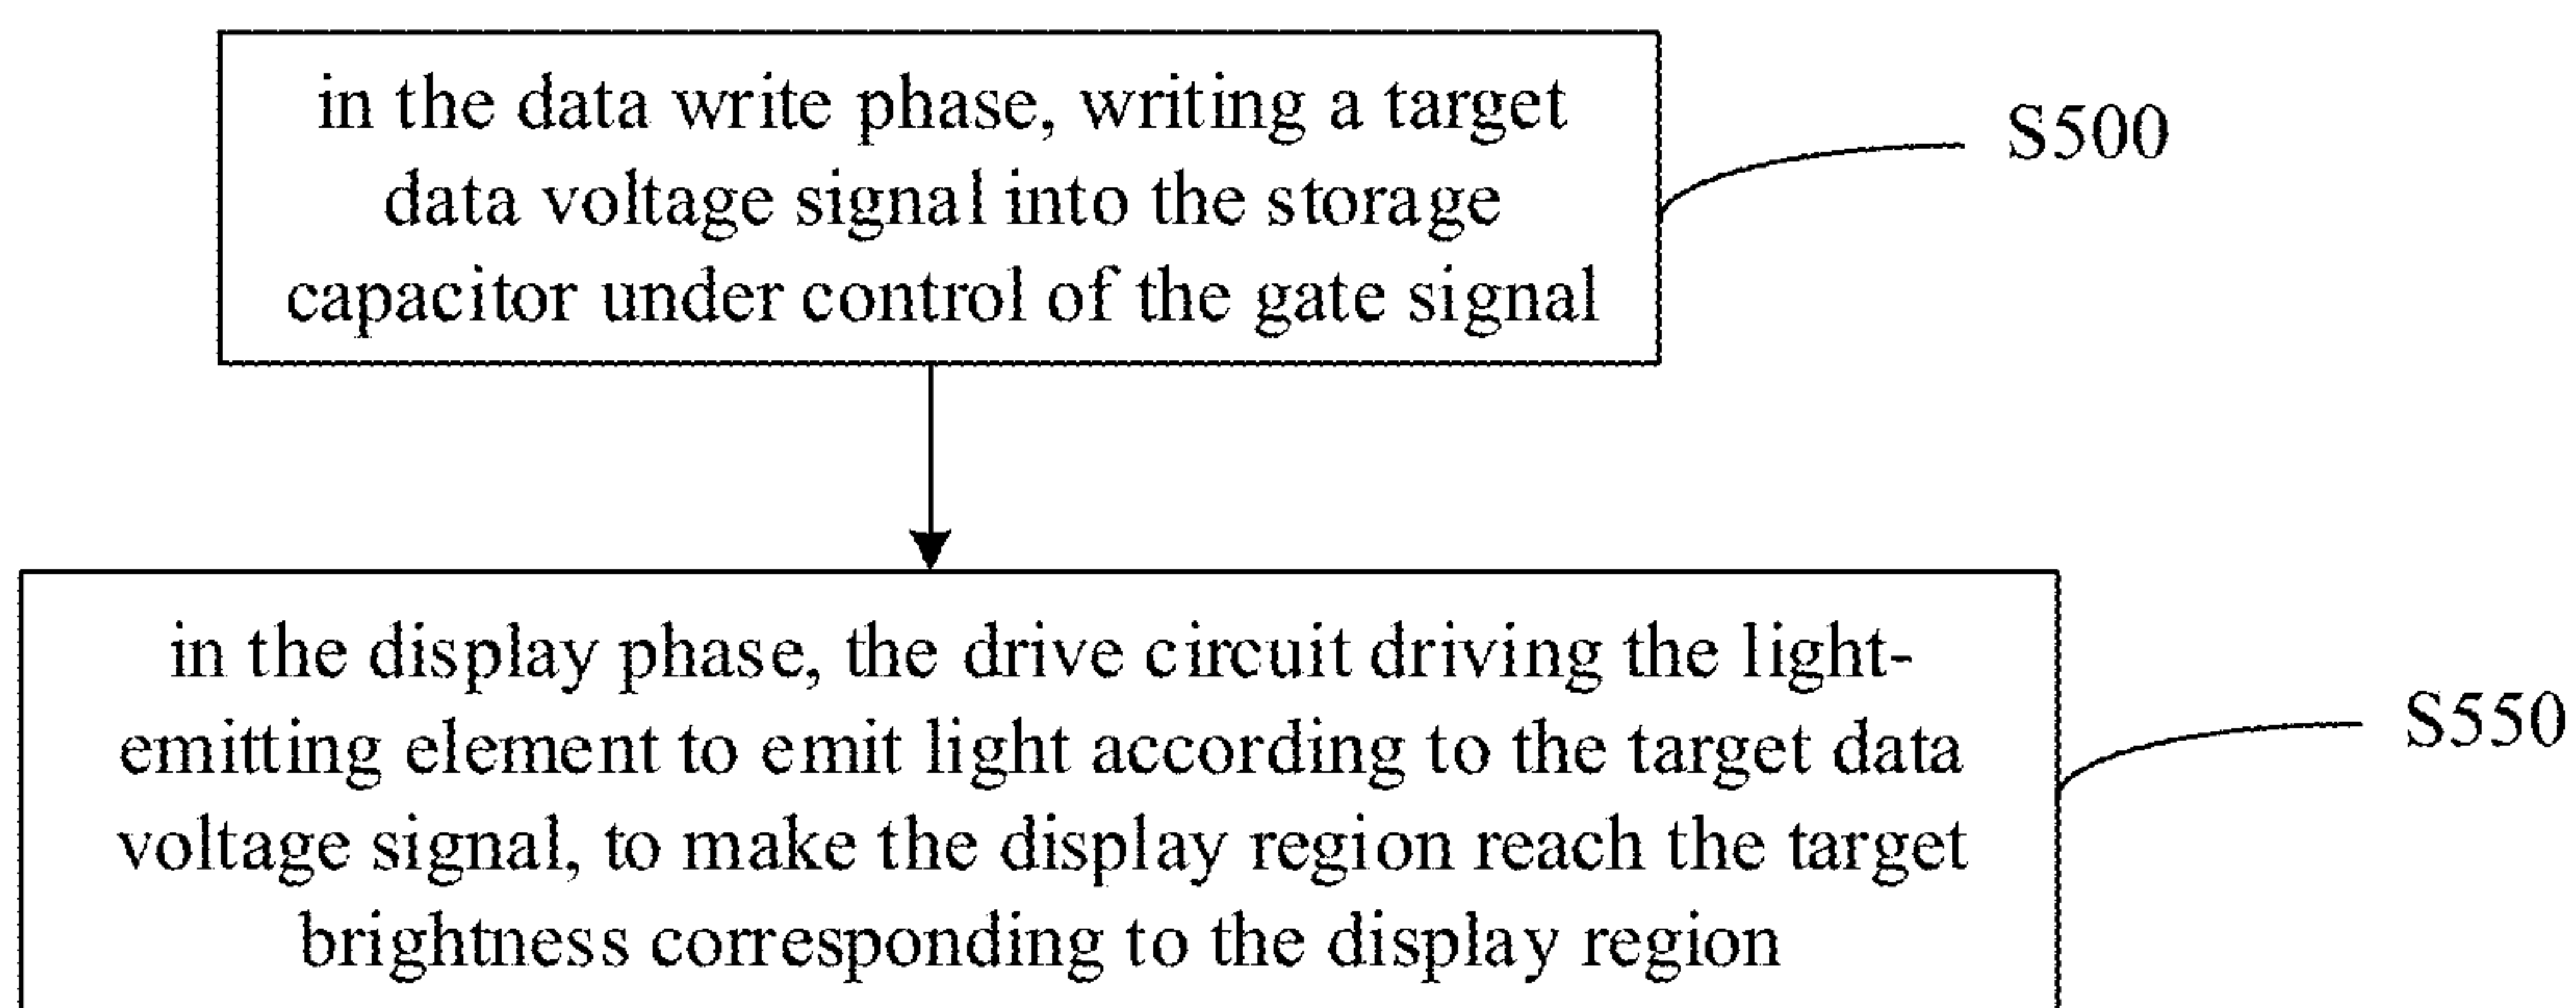 in the data write phase, writing a target
data voltage signal into the storage
capacitor under control of the gate signal
S500
in the display phase, the drive circuit driving the light-
emitting element to emit light according to the target data
voltage signal, to make the display region reach the target
brightness corresponding to the display region
S550